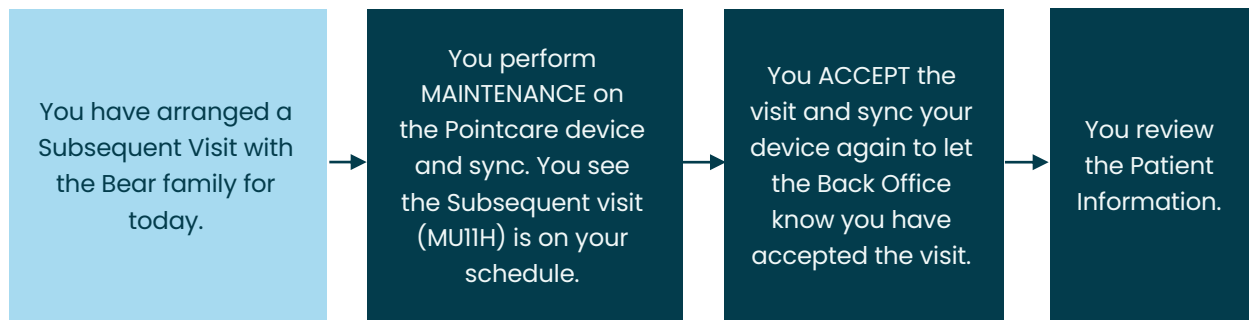 You have arranged a
Subsequent Visit with
the Bear family for
today.
You perform
MAINTENANCE on
the Pointcare device
and sync. You see
the Subsequent visit
(MU11H) is on your
schedule.
You ACCEPT the
visit and sync your
device again to let
the Back Office
know you have
accepted the visit.
You review
the Patient
Information.